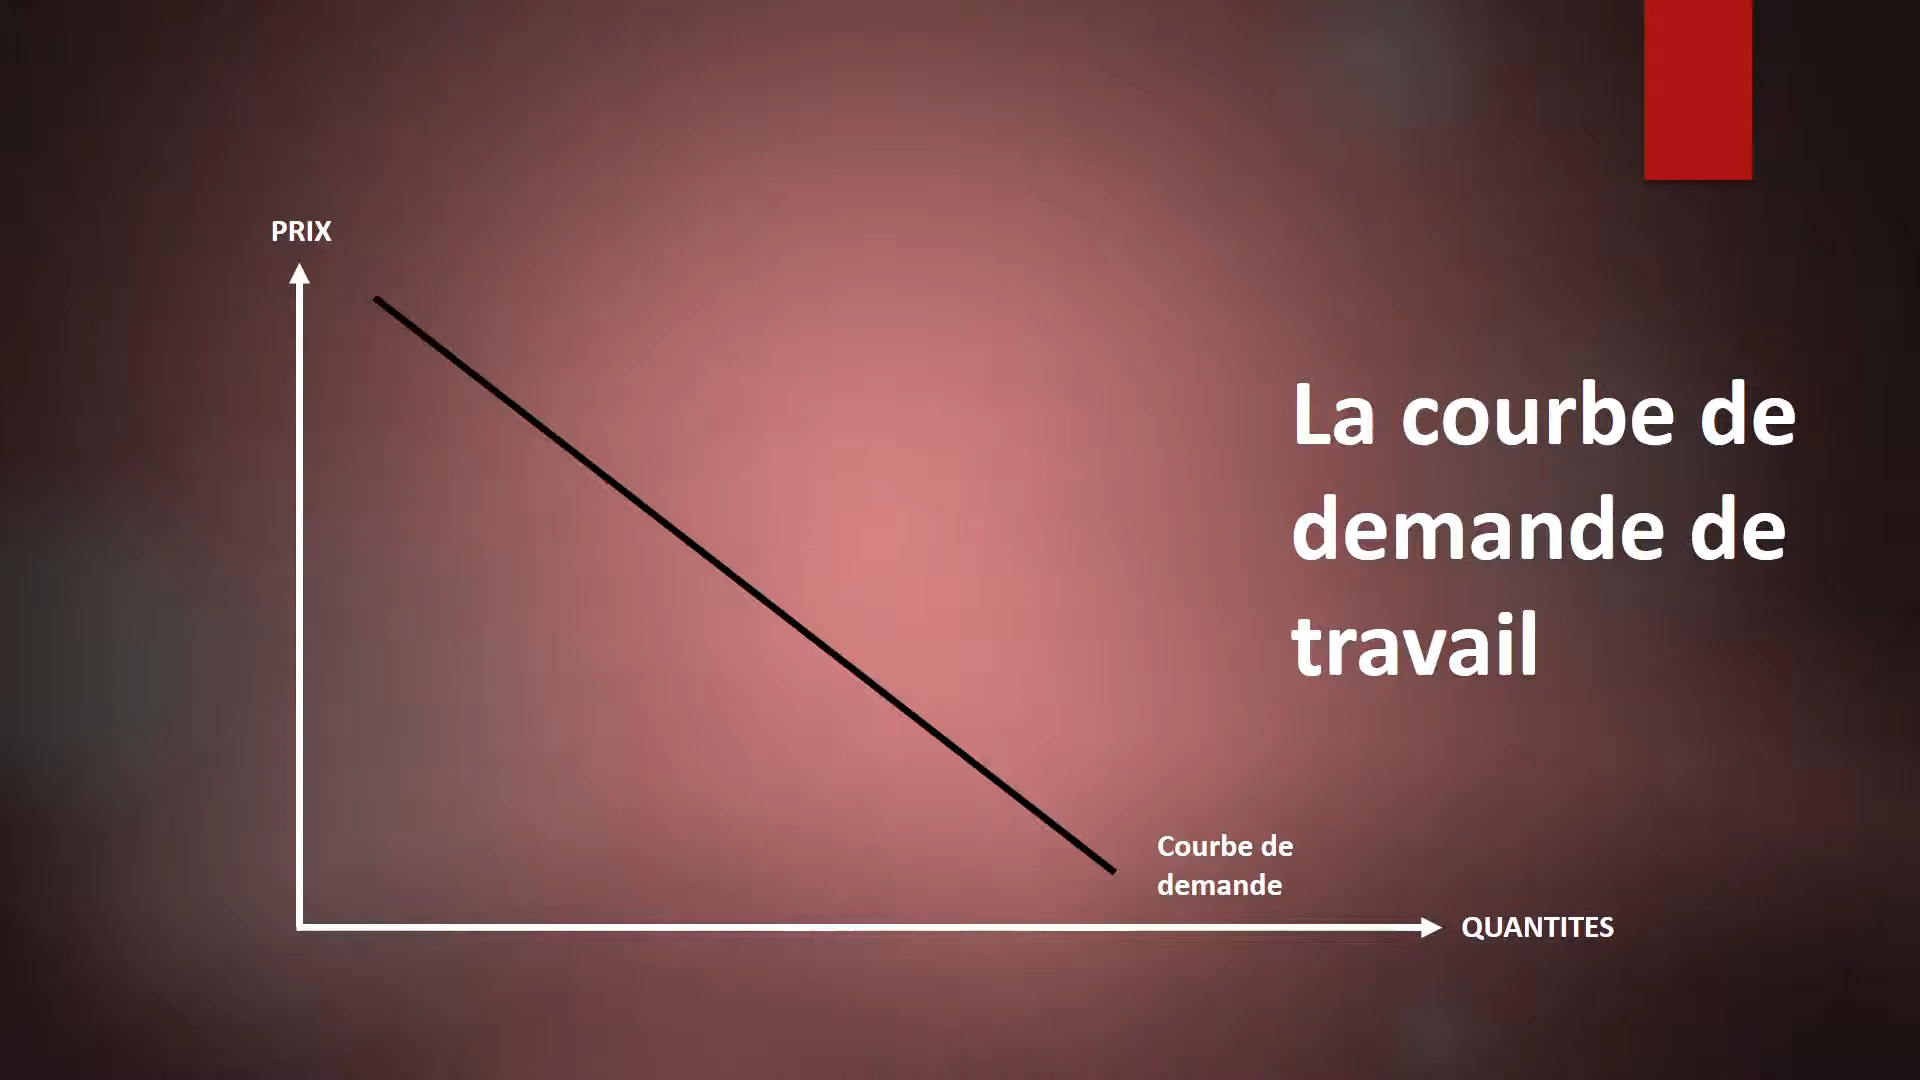 PRIX
La courbe de
demande de
travail
Courbe de
demande
QUANTITES